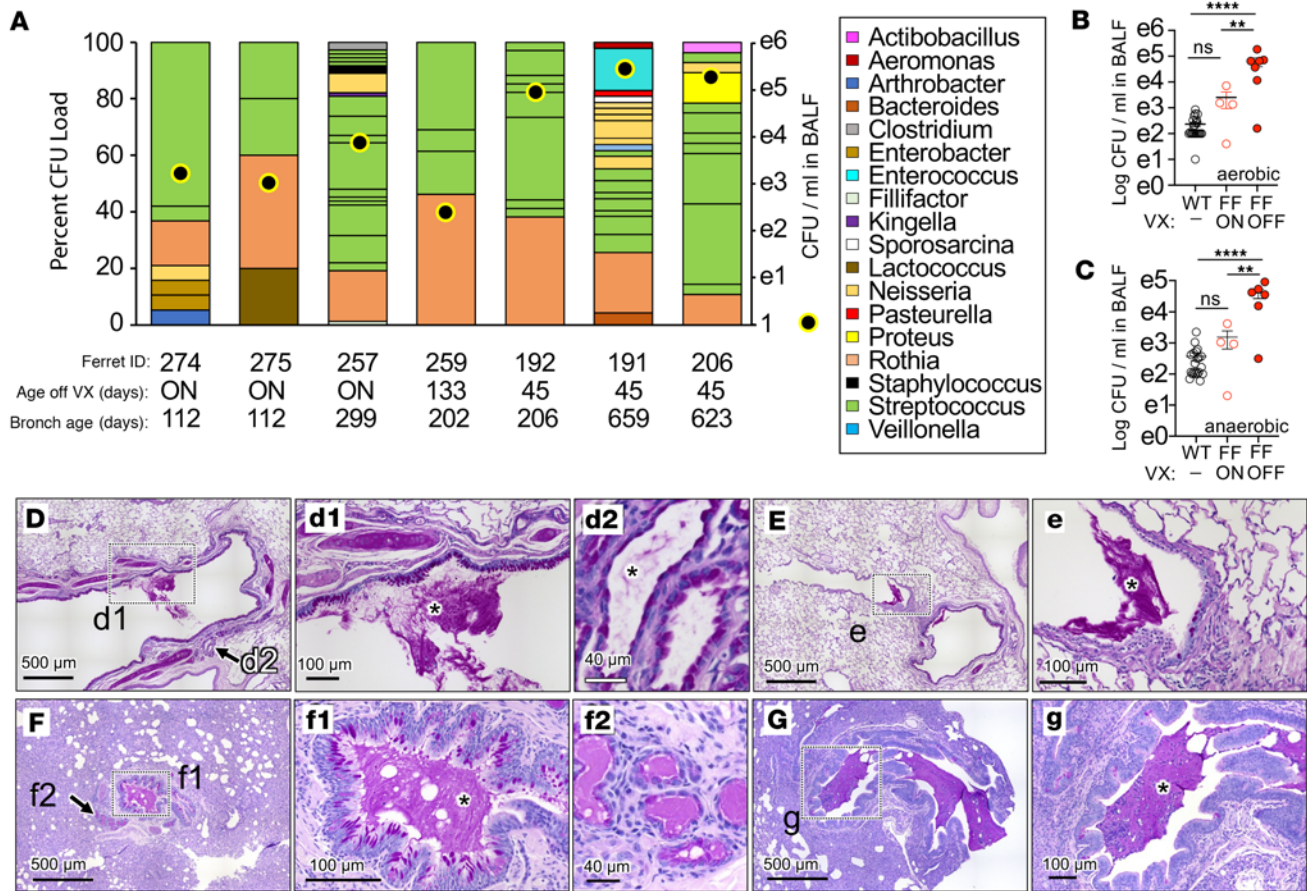 A
Percent CFU Load
100
80
60
40
20
0
e6
e5
e4
e3
e2
e1
1
CFU / ml in BALF
Ferret ID: 274 275 257 259 192 191 206
Age off VX (days): ON ON ON 133 45 45 45
Bronch age (days): 112 112 299 202 206 659 623
Actibobacillus
Aeromonas
Arthrobacter
Bacteroides
Clostridium
Enterobacter
Enterococcus
Fillifactor
Kingella
Sporosarcina
Lactococcus
Neisseria
Pasteurella
Proteus
Rothia
Staphylococcus
Streptococcus
Veillonella
B
Log CFU / ml in BALF
e6
e5
e4
e3
e2
e1
e0
****
**
ns
aerobic
WT FF FF
VX: – ON OFF
C
Log CFU / ml in BALF
e5
e4
e3
e2
e1
e0
****
**
ns
anaerobic
WT FF FF
VX: – ON OFF
D
d1
d2
500 µm
d1
*
100 µm
d2
*
40 µm
E
e
500 µm
e
*
100 µm
F
f1
f2
500 µm
f1
*
100 µm
f2
40 µm
G
g
500 µm
g
*
100 µm